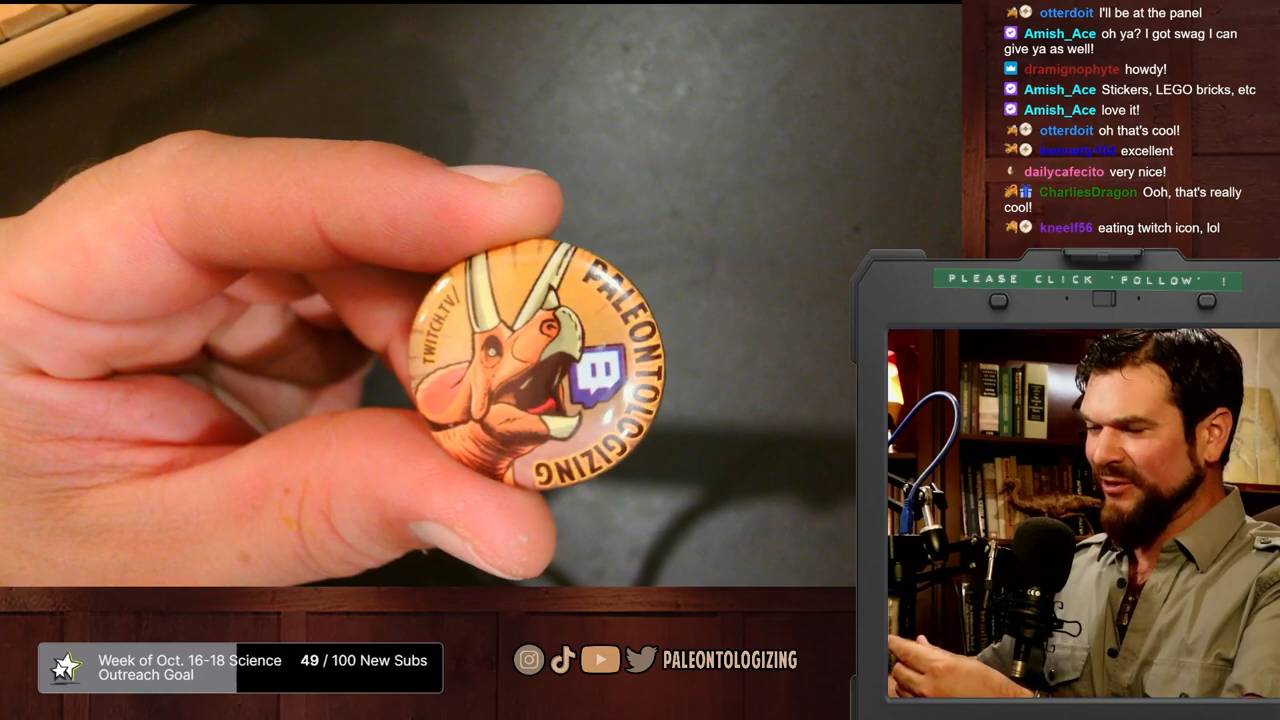 otterdoit I'll be at the panel
Amish_Ace oh ya? I got swag I can
give ya as well!
dramignophyte howdy!
Amish_Ace Stickers, LEGO bricks, etc
Amish_Ace love it!
otterdoit oh that's cool!
kennedy104 excellent
dailycafecito very nice!
CharliesDragon Ooh, that's really
cool!
kneelf56 eating twitch icon, lol
PLEASE CLICK 'FOLLOW' !
TWITCH.TV/
PALEONTOLOGIZING
Week of Oct. 16-18 Science
Outreach Goal
49 / 100 New Subs
PALEONTOLOGIZING